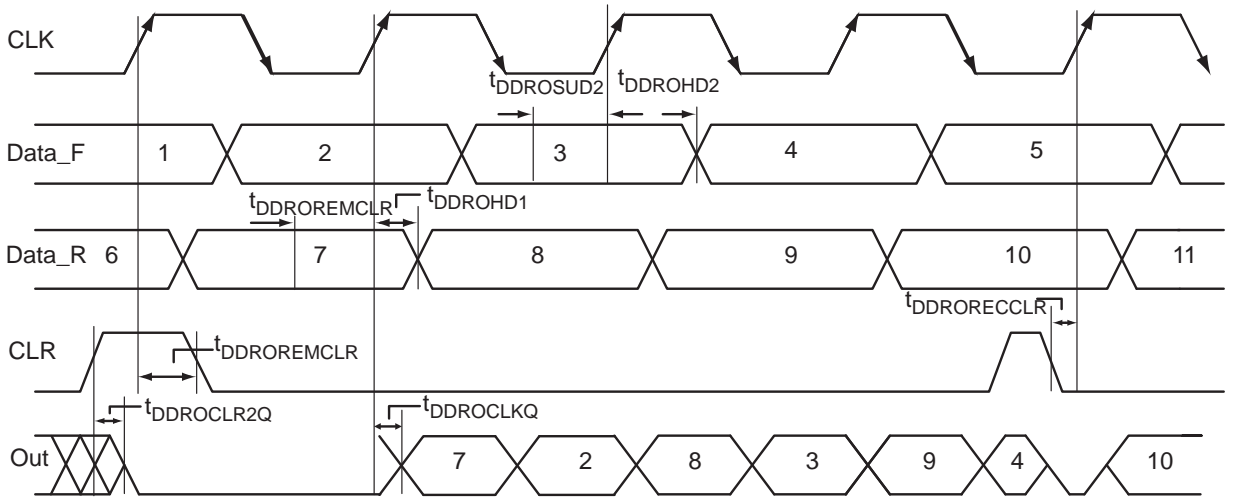 CLK
tDDROSUD2 tDDROHD2
Data_F 1 2 3 4 5
tDDROREMCLR tDDROHD1
Data_R 6 7 8 9 10 11
tDDRORECCLR
CLR tDDROREMCLR
tDDROCLR2Q tDDROCLKQ
Out 7 2 8 3 9 4 10